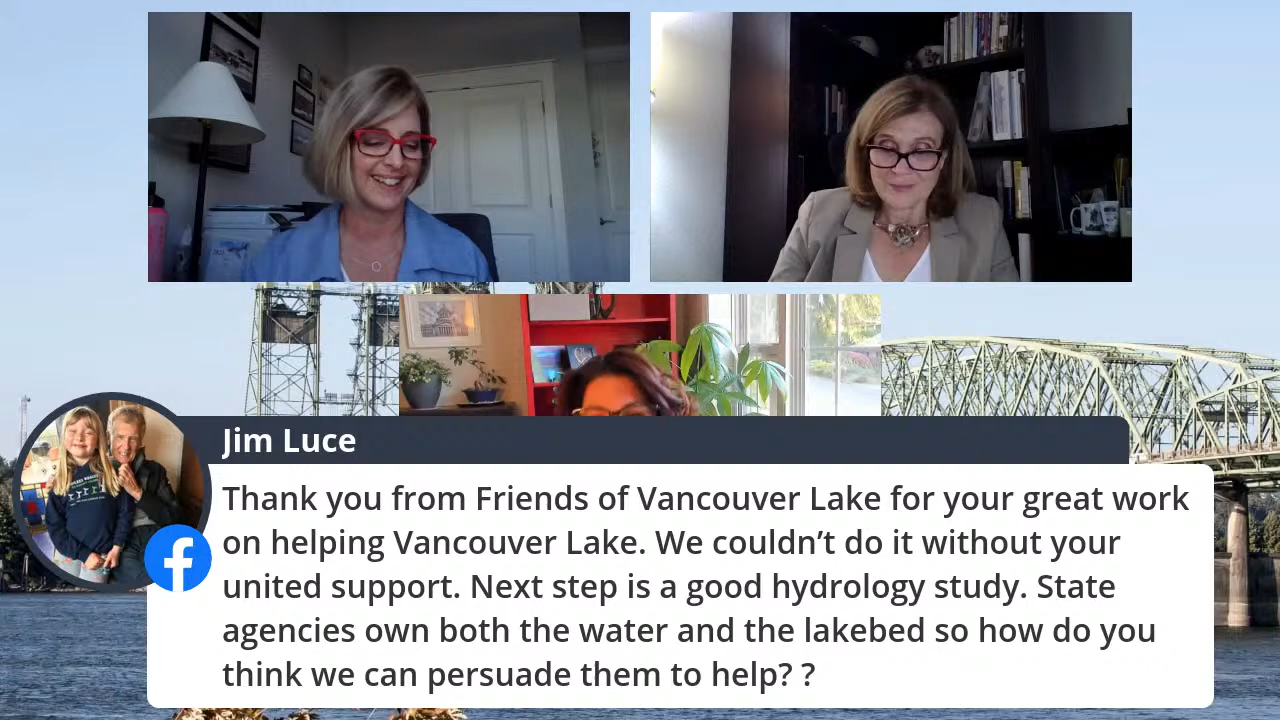 Jim Luce
Thank you from Friends of Vancouver Lake for your great work
on helping Vancouver Lake. We couldn’t do it without your
united support. Next step is a good hydrology study. State
agencies own both the water and the lakebed so how do you
think we can persuade them to help? ?